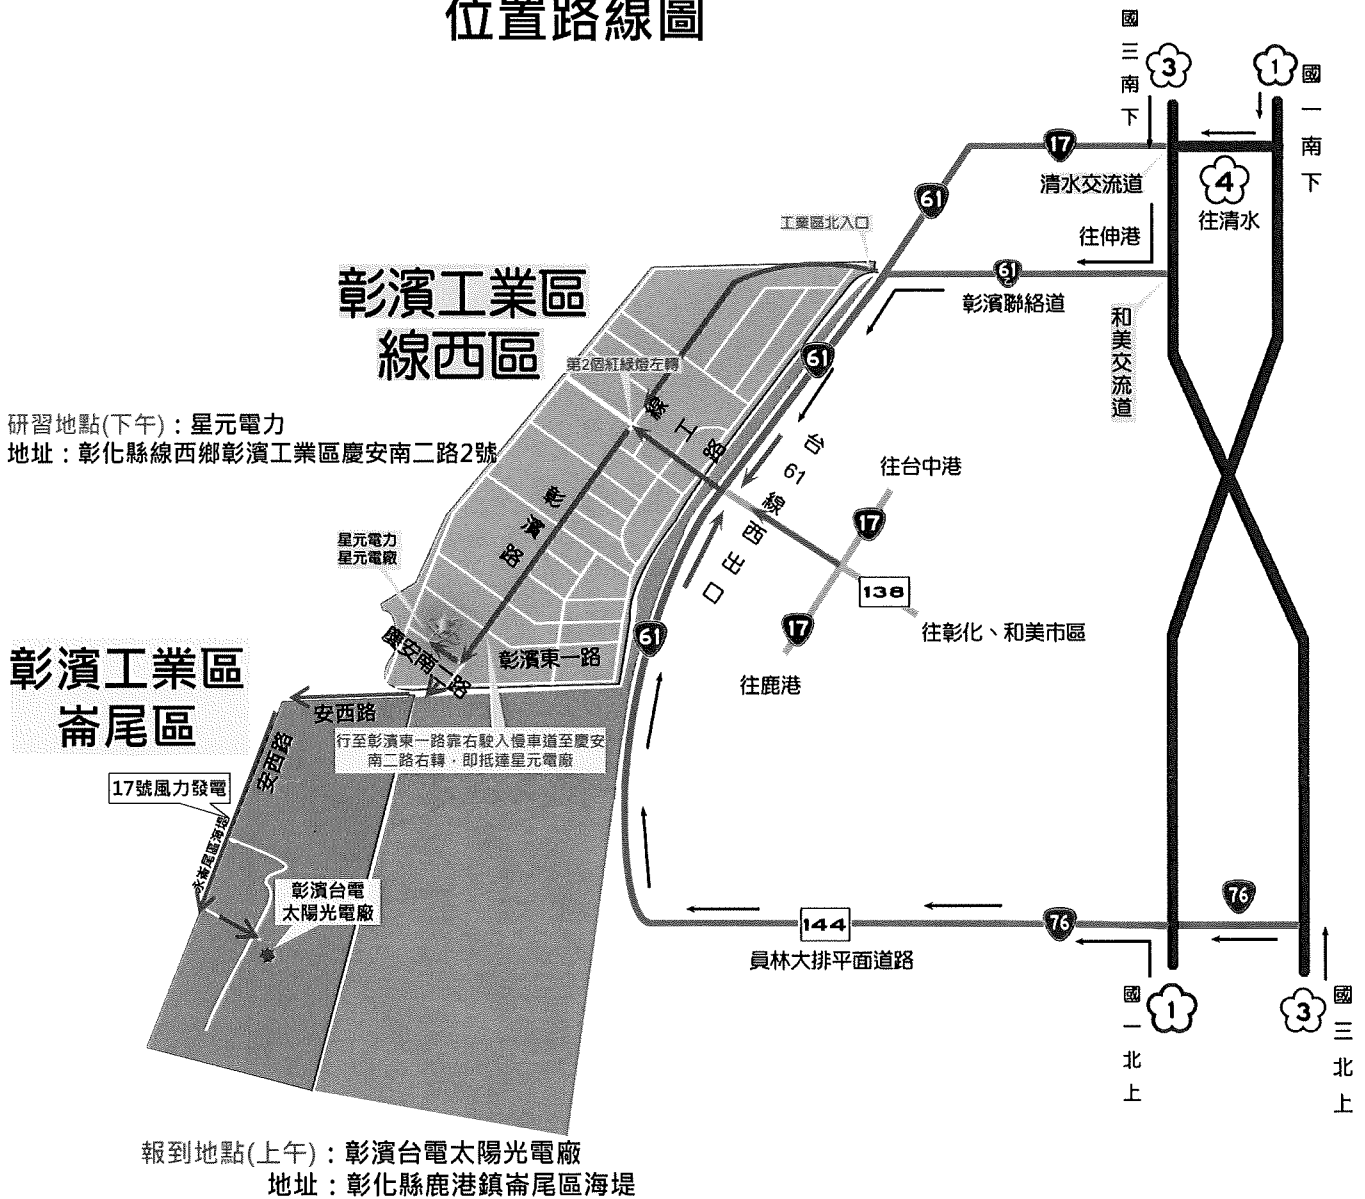 位置路線圖
國三南下
3
1
國一南下
17
清水交流道
4
往清水
61
工業區北入口
往伸港
61
2
彰濱聯絡道
和美交流道
彰濱工業區
線西區
第2個紅綠燈左轉
61
研習地點(下午)：星元電力
地址：彰化縣線西鄉彰濱工業區慶安南二路2號
線工路
台61線西出口
往台中港
17
彰濱路
星元電力
星元電廠
138
17
往彰化、和美市區
61
慶安南一路
彰濱東一路
往鹿港
彰濱工業區
崙尾區
安西路
安西路
行至彰濱東一路靠右駛入慢車道至慶安
南二路右轉，即抵達星元電廠
17號風力發電
永崙尾區海堤
彰濱台電
太陽光電廠
76
144
76
員林大排平面道路
國一北上
1
3
國三北上
報到地點(上午)：彰濱台電太陽光電廠
地址：彰化縣鹿港鎮崙尾區海堤